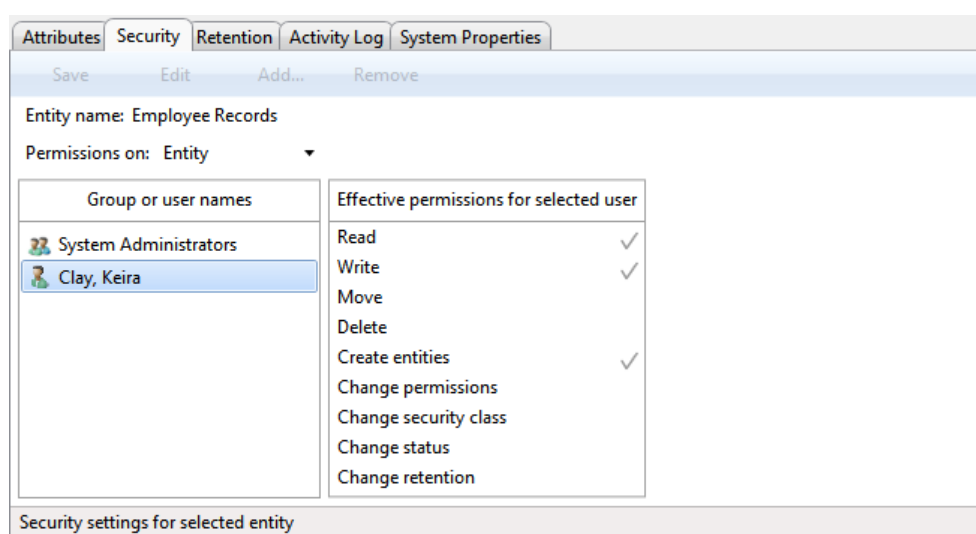 Attributes Security Retention Activity Log System Properties
Save Edit Add... Remove
Entity name: Employee Records
Permissions on: Entity
Group or user names
System Administrators
Clay, Keira
Effective permissions for selected user
Read
Write
Move
Delete
Create entities
Change permissions
Change security class
Change status
Change retention
Security settings for selected entity